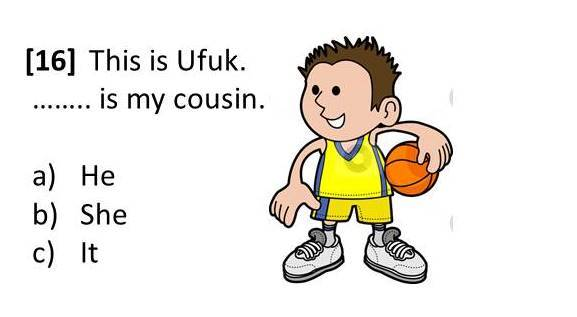 [16] This is Ufuk.
........ is my cousin.
a) He
b) She
c) It